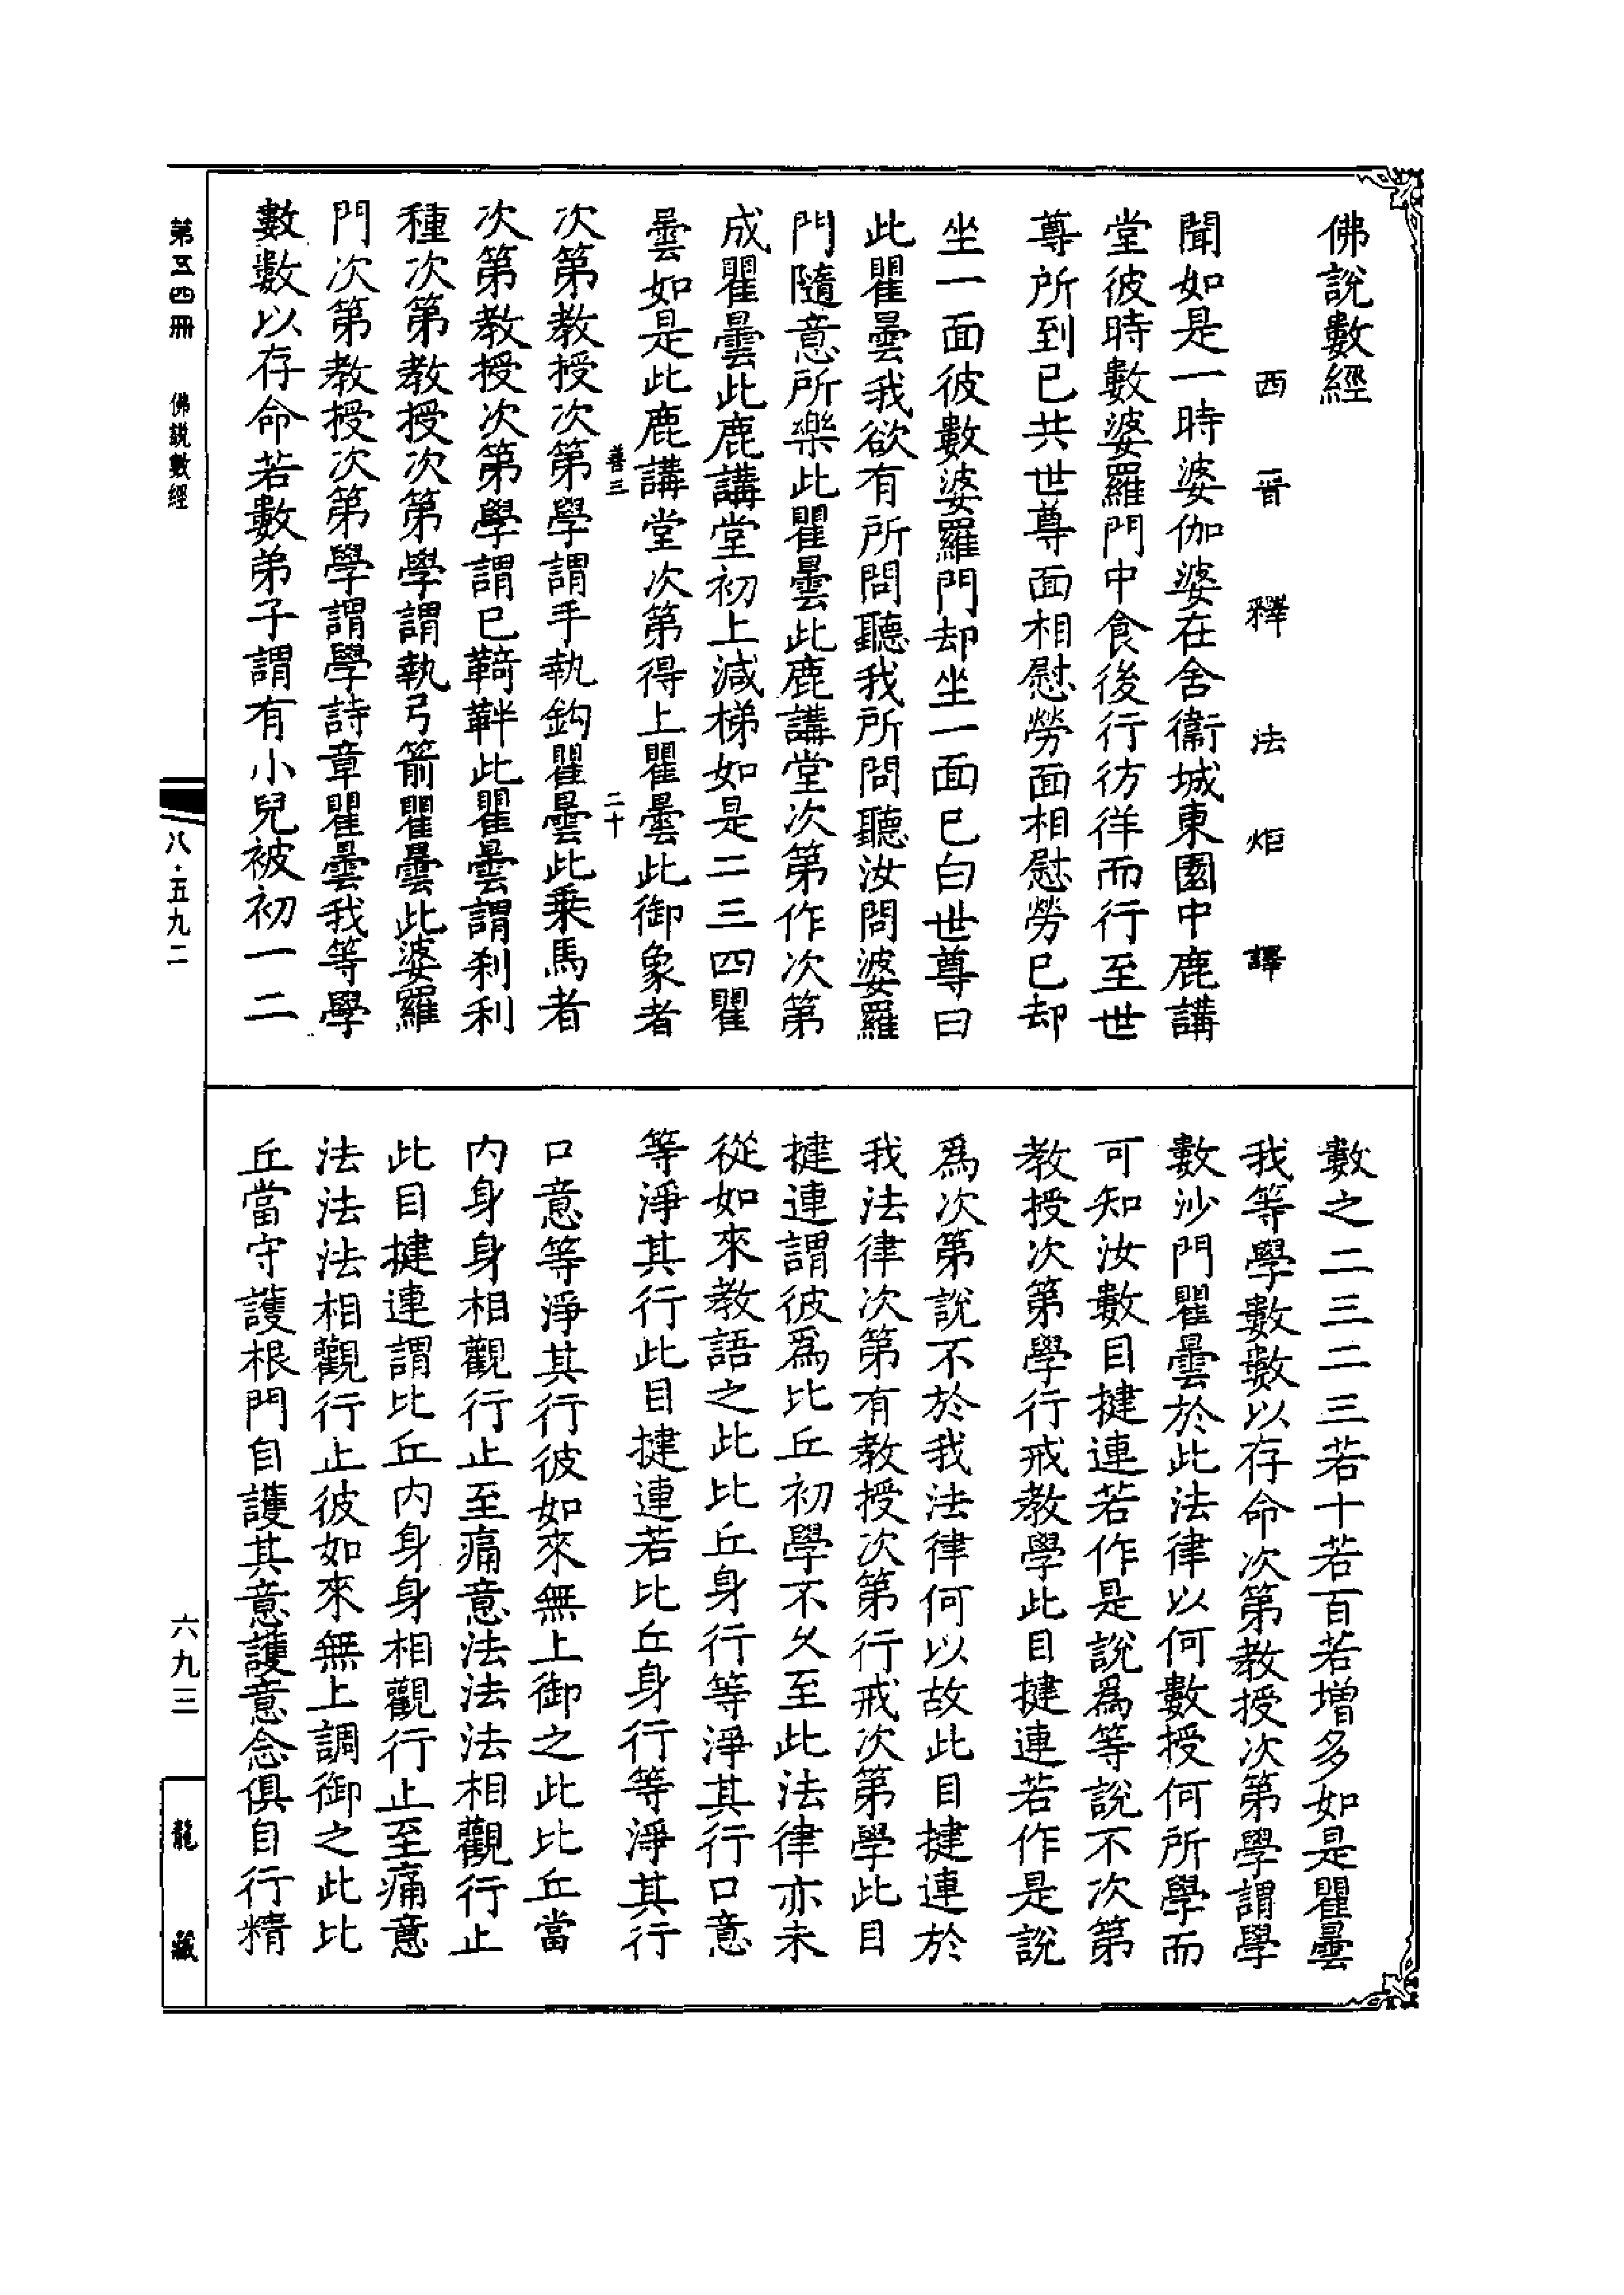 佛說數經
西晉釋法炬譯
聞如是一時婆伽婆在舍衞城東園中鹿講
堂彼時數婆羅門中食後行彷徉而行至世
尊所到已共世尊面相慰勞面相慰勞已却
坐一面彼數婆羅門却坐一面已白世尊曰
此瞿曇我欲有所問聽我所問聽汝問婆羅
門隨意所樂此瞿曇此鹿講堂次第作次第
成瞿曇此鹿講堂初上減梯如是二三四瞿
曇如是此鹿講堂次第得上瞿曇此御象者
善三 二十
次第教授次第學謂手執鈎瞿曇此乗馬者
次第教授次第學謂已䩭靽此瞿曇謂刹利
種次第教授次第學謂執弓箭瞿曇此婆羅
門次第教授次第學謂學詩章瞿曇我等學
數數以存命若數弟子謂有小兒被初一二
數之二三二三若十若百若增多如是瞿曇
我等學數數以存命次第教授次第學謂學
數沙門瞿曇於此法律以何數授何所學而
可知汝數目揵連若作是說爲等說不次第
教授次第學行戒教學此目揵連若作是說
爲次第說不於我法律何以故此目揵連於
我法律次第有教授次第行戒次第學此目
揵連謂彼爲比丘初學不久至此法律亦未
從如來教語之此比丘身行等淨其行口意
等淨其行此目揵連若比丘身行等淨其行
口意等淨其行彼如來無上御之此比丘當
内身身相觀行止至痛意法法法相觀行止
此目揵連謂比丘内身身相觀行止至痛意
法法法相觀行止彼如來無上調御之此比
丘當守護根門自護其意護意念俱自行精
第五四冊 佛說數經
八·五九二
六九三
龍藏